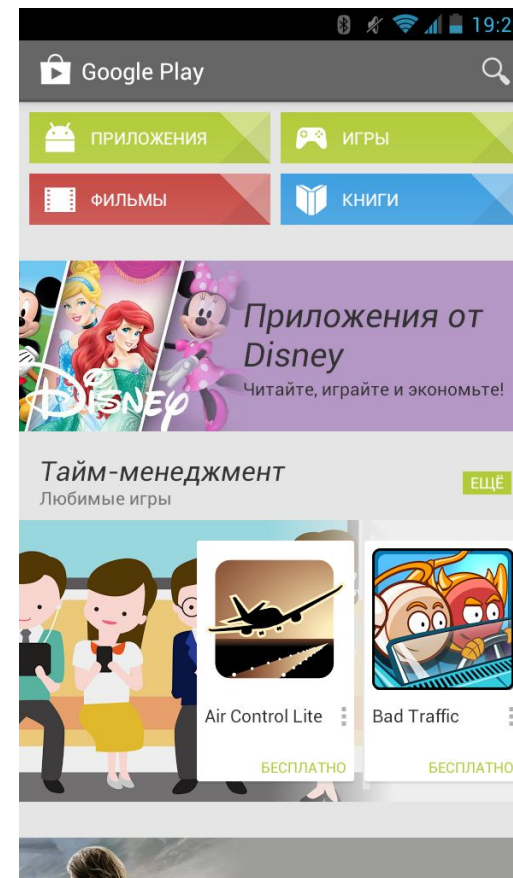 19:2
Google Play
ПРИЛОЖЕНИЯ
ИГРЫ
ФИЛЬМЫ
КНИГИ
Приложения от
Disney
Читайте, играйте и экономьте!
DISNEY
Тайм-менеджмент
Любимые игры
ЕЩЁ
Air Control Lite
Bad Traffic
БЕСПЛАТНО
БЕСПЛАТНО